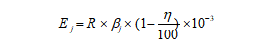 E_j = R × β_j × (1 − η/100) × 10^{-3}